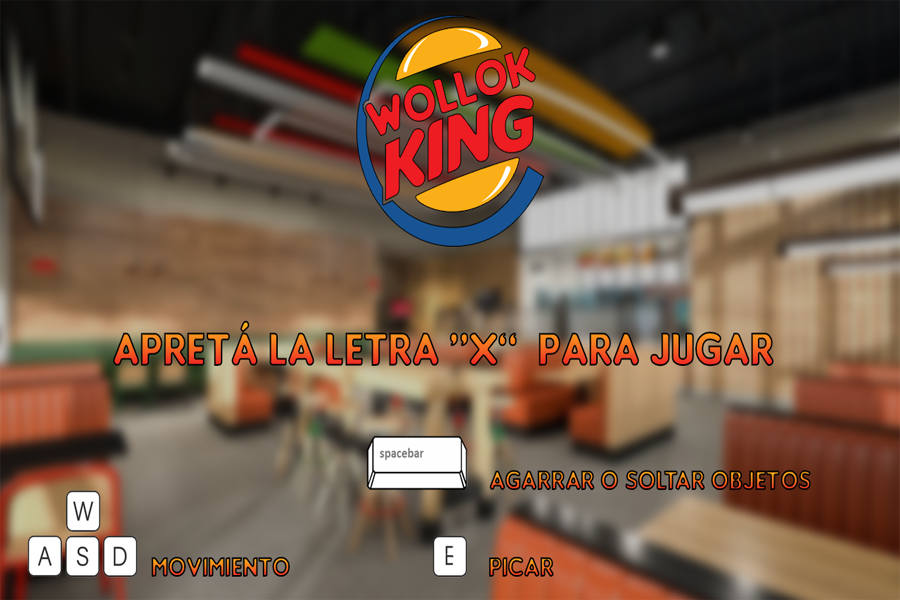 WOLLOK
KING
APRETÁ LA LETRA "X" PARA JUGAR
spacebar
AGARRAR O SOLTAR OBJETOS
W
A S D
MOVIMIENTO
E
PICAR